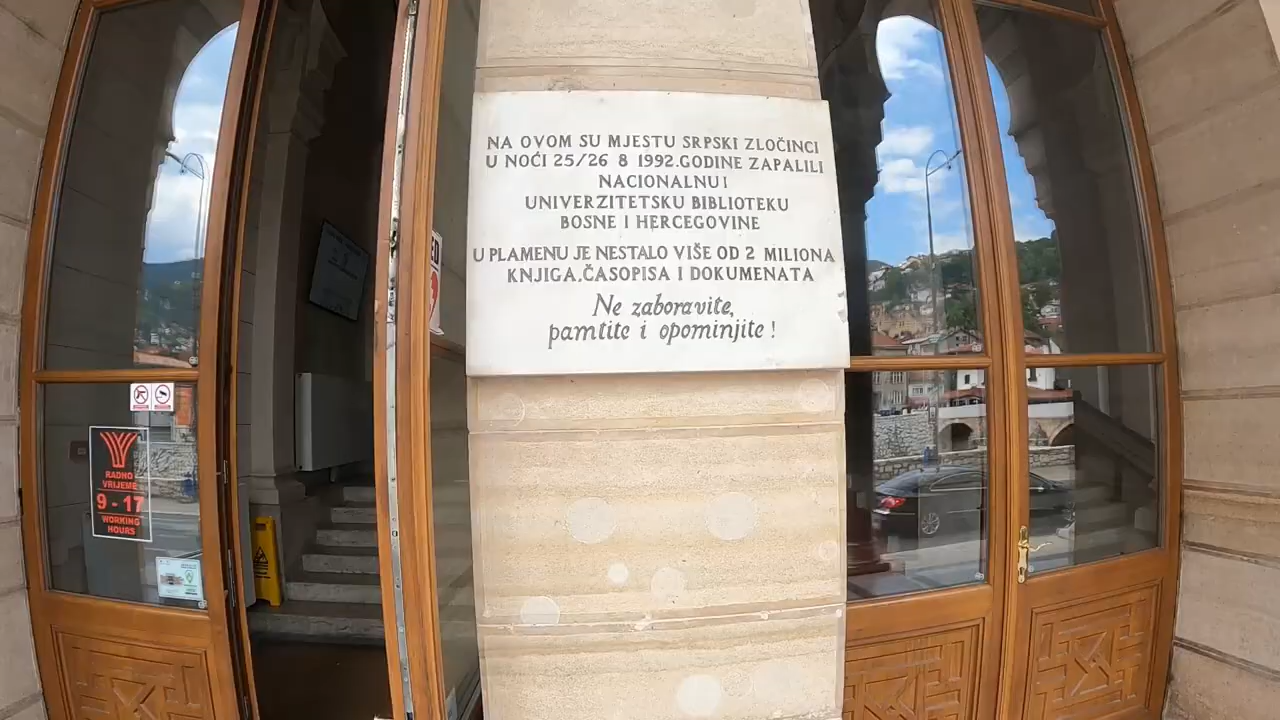 NA OVOM SU MJESTU SRPSKI ZLOČINCI
U NOĆI 25/26 8 1992.GODINE ZAPALILI
NACIONALNU I
UNIVERZITETSKU BIBLIOTEKU
BOSNE I HERCEGOVINE
U PLAMENU JE NESTALO VIŠE OD 2 MILIONA
KNJIGA,ČASOPISA I DOKUMENATA
Ne zaboravite,
pamtite i opominjite !
RADNO
VRIJEME
9 - 17
WORKING
HOURS